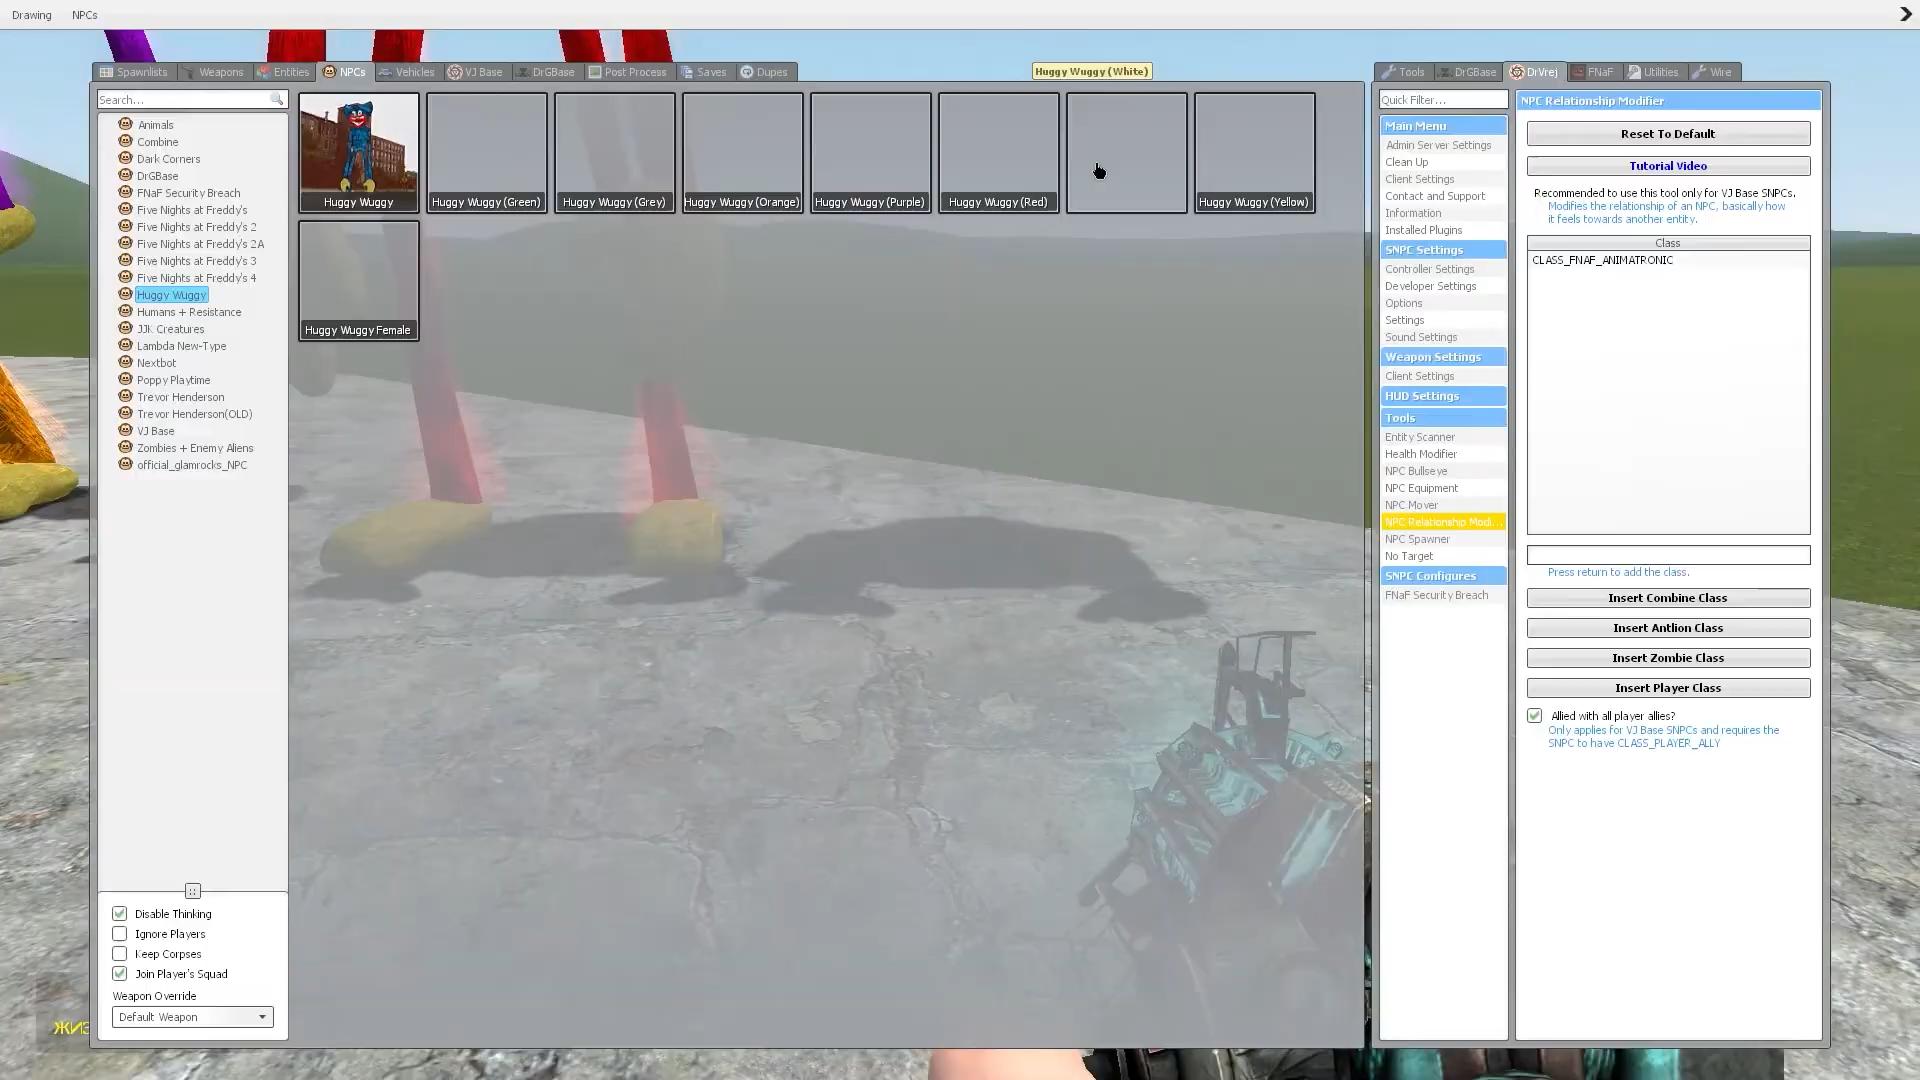 Drawing NPCs
Spawnlists Weapons Entities NPCs Vehicles VJ Base DrGBase Post Process Saves Dupes
Huggy Wuggy (White)
Tools DrGBase DrVrej FNaF Utilities Wire
Search...
Animals
Combine
Dark Corners
DrGBase
FNaF Security Breach
Five Nights at Freddy's
Five Nights at Freddy's 2
Five Nights at Freddy's 2A
Five Nights at Freddy's 3
Five Nights at Freddy's 4
Huggy Wuggy
Humans + Resistance
JJK Creatures
Lambda New-Type
Nextbot
Poppy Playtime
Trevor Henderson
Trevor Henderson(OLD)
VJ Base
Zombies + Enemy Aliens
official_glamrocks_NPC
Disable Thinking
Ignore Players
Keep Corpses
Join Player's Squad
Weapon Override
Default Weapon
ЖИЗ
Huggy Wuggy
Huggy Wuggy (Green)
Huggy Wuggy (Grey)
Huggy Wuggy (Orange)
Huggy Wuggy (Purple)
Huggy Wuggy (Red)
Huggy Wuggy (Yellow)
Huggy Wuggy Female
Quick Filter...
Main Menu
Admin Server Settings
Clean Up
Client Settings
Contact and Support
Information
Installed Plugins
SNPC Settings
Controller Settings
Developer Settings
Options
Settings
Sound Settings
Weapon Settings
Client Settings
HUD Settings
Tools
Entity Scanner
Health Modifier
NPC Bullseye
NPC Equipment
NPC Mover
NPC Relationship Modi...
NPC Spawner
No Target
SNPC Configures
FNaF Security Breach
NPC Relationship Modifier
Reset To Default
Tutorial Video
Recommended to use this tool only for VJ Base SNPCs.
Modifies the relationship of an NPC, basically how
it feels towards another entity.
Class
CLASS_FNAF_ANIMATRONIC
Press return to add the class.
Insert Combine Class
Insert Antlion Class
Insert Zombie Class
Insert Player Class
Allied with all player allies?
Only applies for VJ Base SNPCs and requires the
SNPC to have CLASS_PLAYER_ALLY